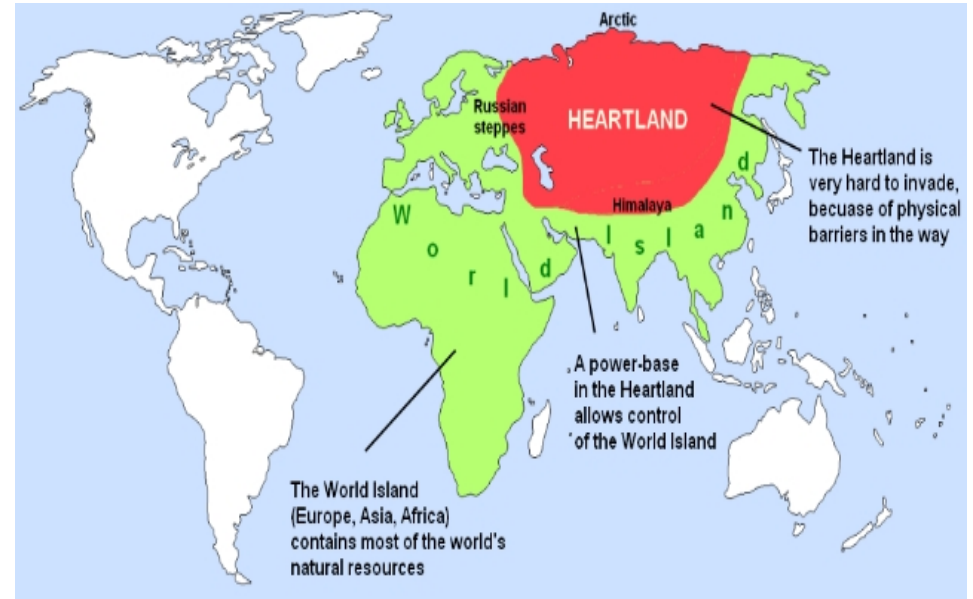 Arctic
Russian
steppes
HEARTLAND
The Heartland is
very hard to invade,
becuase of physical
barriers in the way
Himalaya
World Island
A power-base
in the Heartland
allows control
of the World Island
The World Island
(Europe, Asia, Africa)
contains most of the world's
natural resources